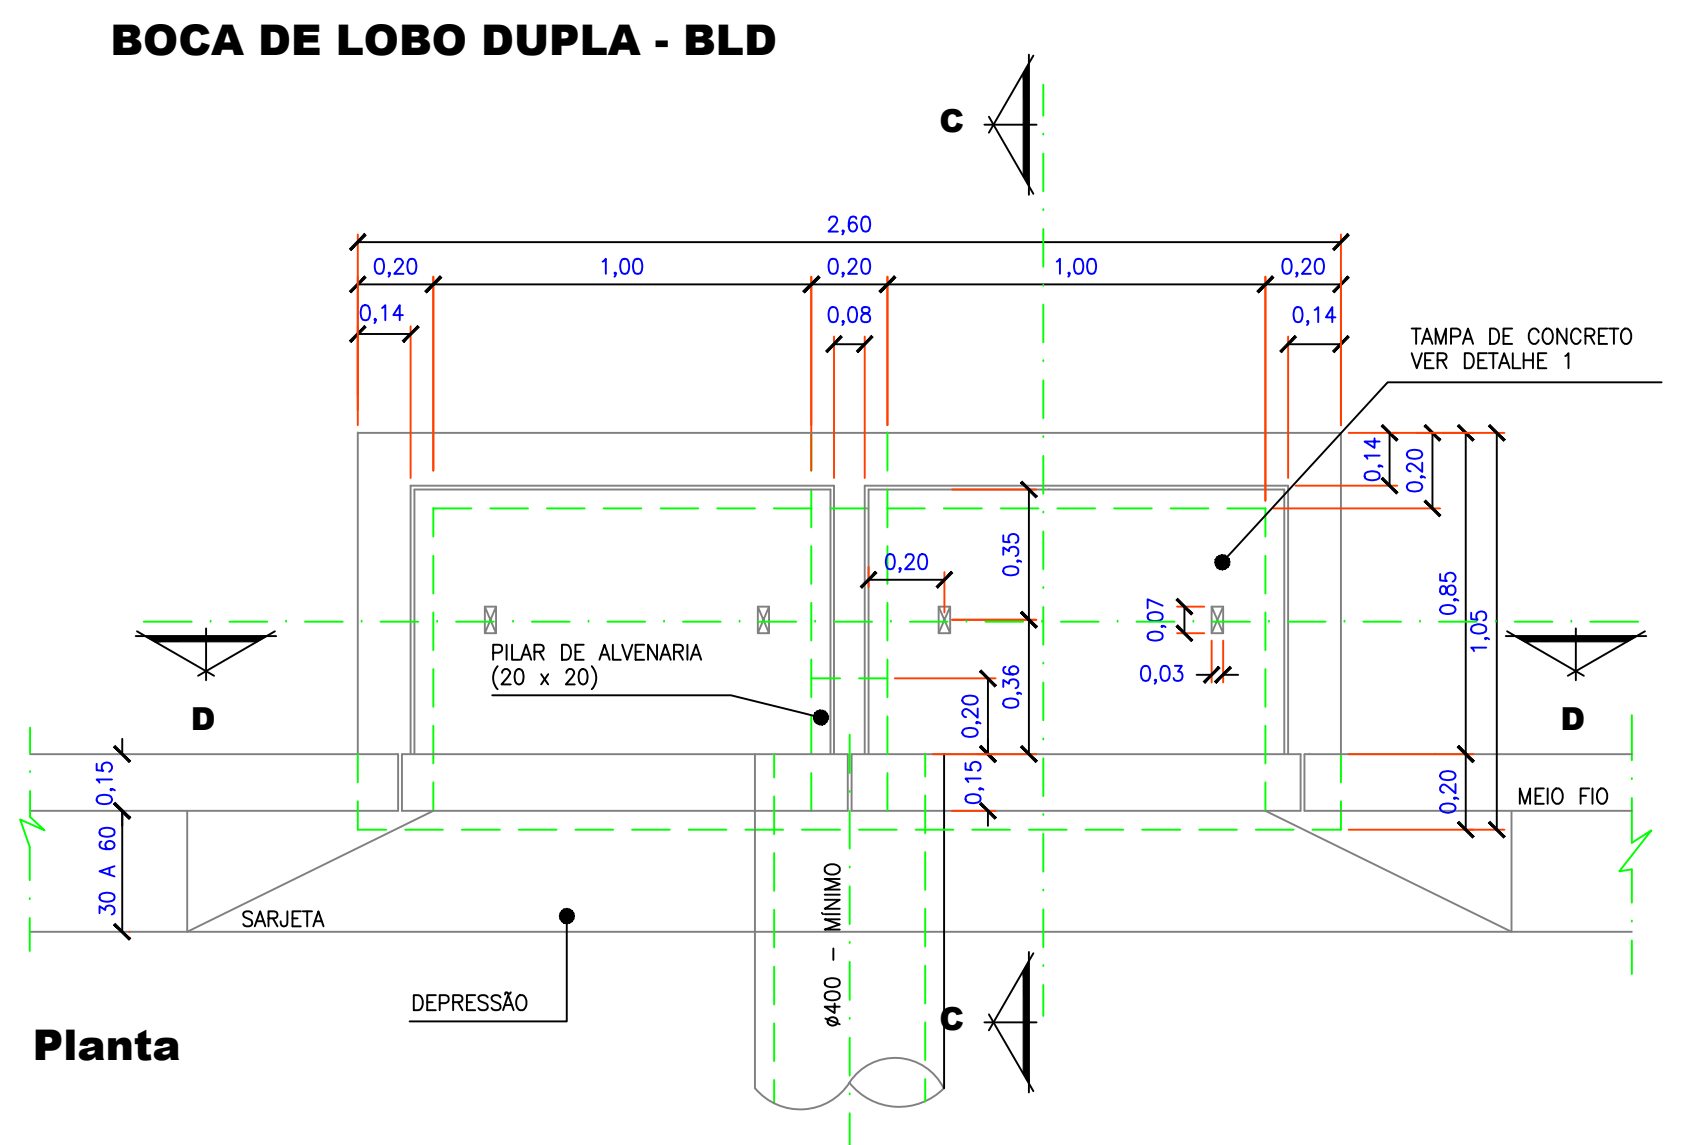 BOCA DE LOBO DUPLA - BLD
C
2,60
0,20
1,00
0,20
1,00
0,20
0,14
0,08
0,14
TAMPA DE CONCRETO
VER DETALHE 1
0,14
0,20
0,35
0,20
0,85
0,07
1,05
PILAR DE ALVENARIA
(20 x 20)
0,36
0,03
0,20
D
D
0,15
0,15
0,20
MEIO FIO
30 A 60
SARJETA
ø400 - MÍNIMO
DEPRESSÃO
C
Planta